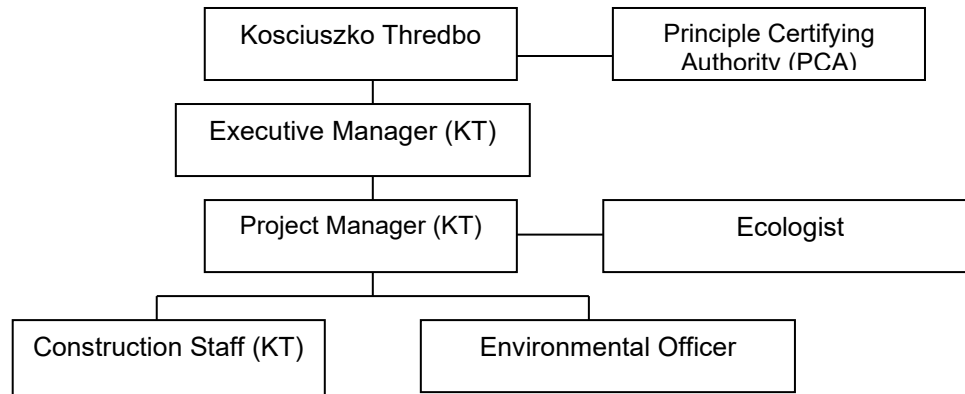 Kosciuszko Thredbo
Principle Certifying
Authority (PCA)
Executive Manager (KT)
Project Manager (KT)
Ecologist
Construction Staff (KT)
Environmental Officer